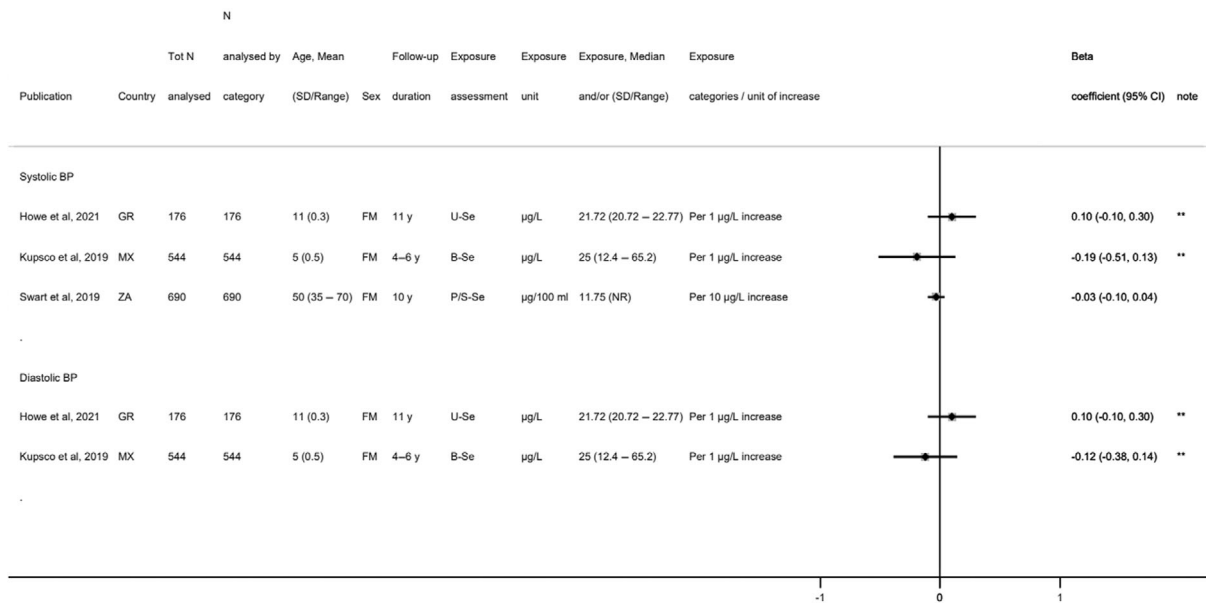 N
Tot N analysed by Age, Mean Follow-up Exposure Exposure Exposure, Median Exposure Beta
Publication Country analysed category (SD/Range) Sex duration assessment unit and/or (SD/Range) categories / unit of increase coefficient (95% CI) note
Systolic BP
Howe et al, 2021 GR 176 176 11 (0.3) FM 11 y U-Se µg/L 21.72 (20.72 – 22.77) Per 1 µg/L increase 0.10 (-0.10, 0.30) **
Kupsco et al, 2019 MX 544 544 5 (0.5) FM 4–6 y B-Se µg/L 25 (12.4 – 65.2) Per 1 µg/L increase -0.19 (-0.51, 0.13) **
Swart et al, 2019 ZA 690 690 50 (35 – 70) FM 10 y P/S-Se µg/100 ml 11.75 (NR) Per 10 µg/L increase -0.03 (-0.10, 0.04)
.
Diastolic BP
Howe et al, 2021 GR 176 176 11 (0.3) FM 11 y U-Se µg/L 21.72 (20.72 – 22.77) Per 1 µg/L increase 0.10 (-0.10, 0.30) **
Kupsco et al, 2019 MX 544 544 5 (0.5) FM 4–6 y B-Se µg/L 25 (12.4 – 65.2) Per 1 µg/L increase -0.12 (-0.38, 0.14) **
.
-1 0 1